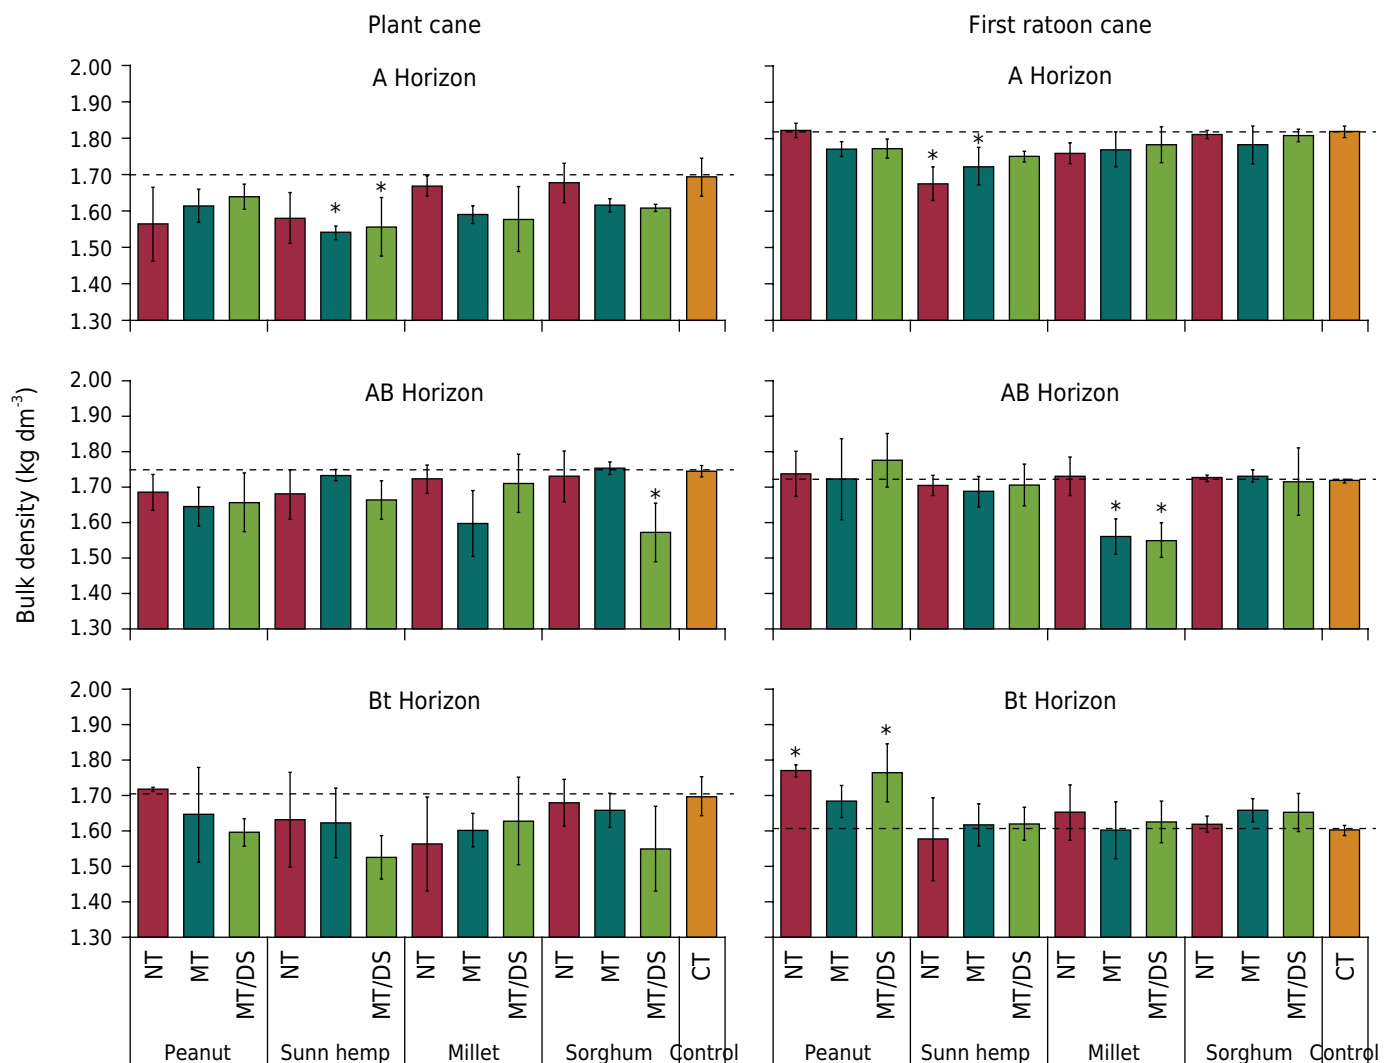 Plant cane
First ratoon cane
A Horizon
A Horizon
2.00
1.90
1.80
1.70
1.60
1.50
1.40
1.30
*
*
*
*
AB Horizon
AB Horizon
2.00
1.90
1.80
1.70
1.60
1.50
1.40
1.30
*
*
*
Bulk density (kg dm-3)
Bt Horizon
Bt Horizon
2.00
1.90
1.80
1.70
1.60
1.50
1.40
1.30
*
*
NT
MT
MT/DS
NT
MT/DS
NT
MT
MT/DS
NT
MT
MT/DS
CT
NT
MT
MT/DS
NT
MT
MT/DS
NT
MT
MT/DS
NT
MT
MT/DS
CT
Peanut
Sunn hemp
Millet
Sorghum
Control
Peanut
Sunn hemp
Millet
Sorghum
Control